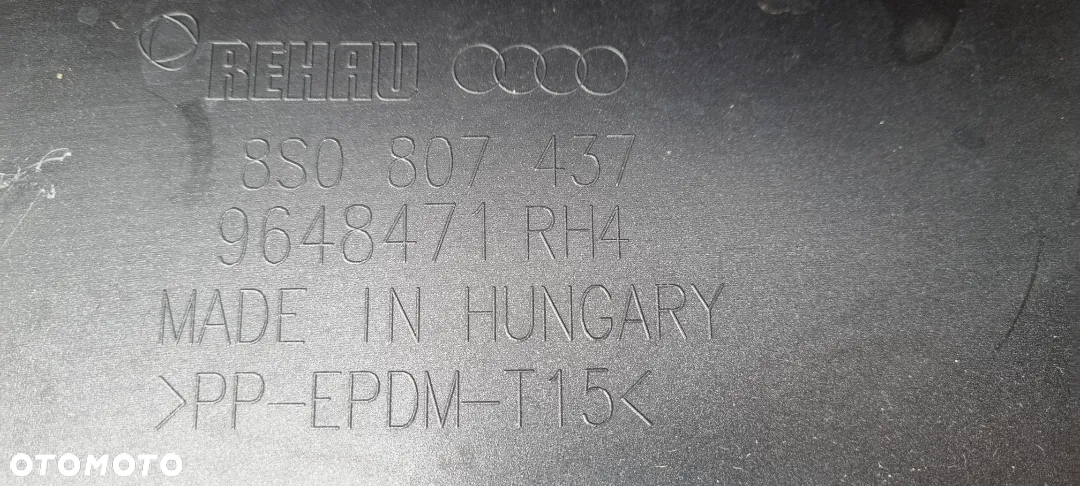 REHAU
8S0 807 437
9648471 RH4
MADE IN HUNGARY
>PP-EPDM-T15<
OTOMOTO